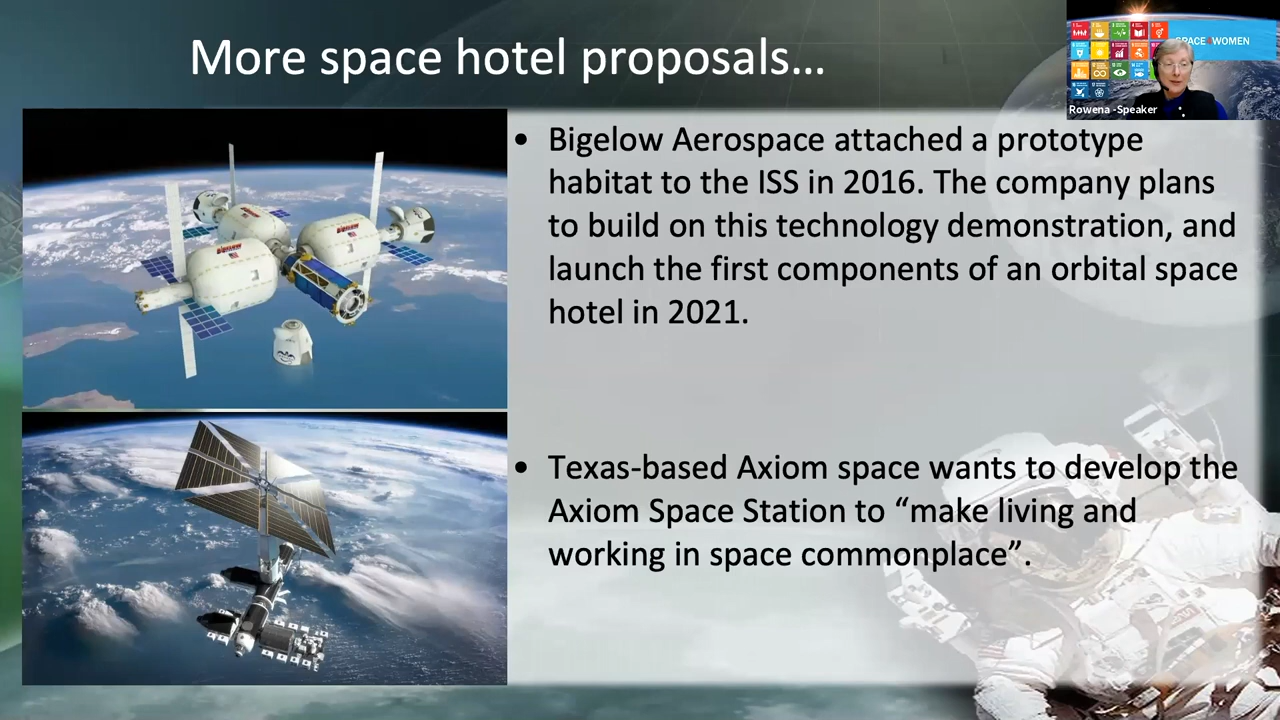 More space hotel proposals...
SPACE4WOMEN
Rowena -Speaker
• Bigelow Aerospace attached a prototype
habitat to the ISS in 2016. The company plans
to build on this technology demonstration, and
launch the first components of an orbital space
hotel in 2021.
BIGELOW
BIGELOW
BIGELOW
• Texas-based Axiom space wants to develop the
Axiom Space Station to “make living and
working in space commonplace”.